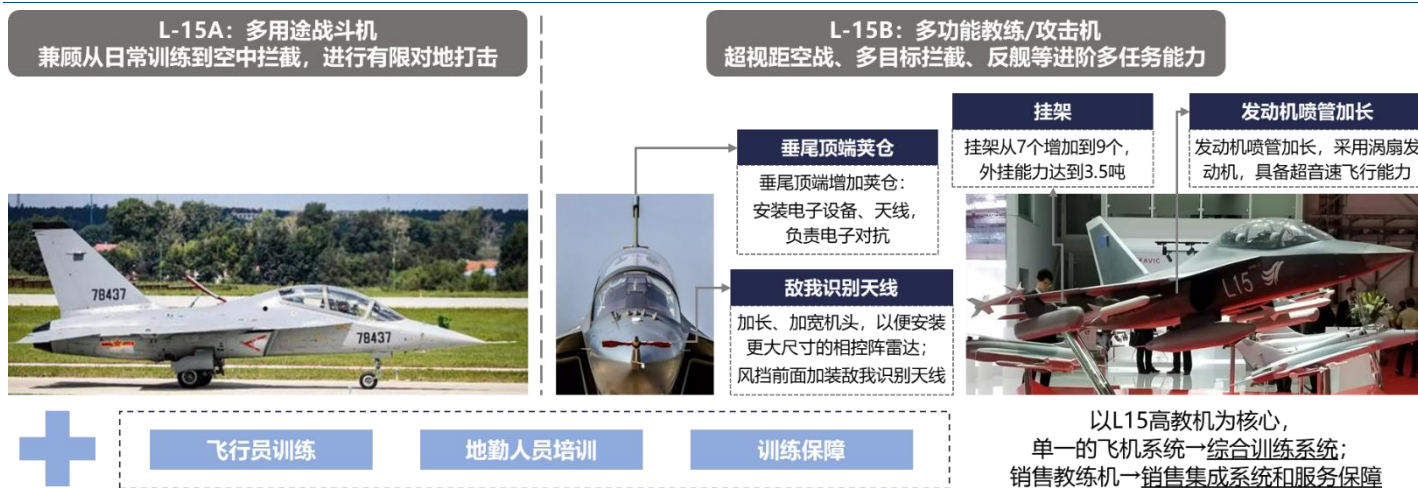 L-15A：多用途战斗机
兼顾从日常训练到空中拦截，进行有限对地打击
L-15B：多功能教练/攻击机
超视距空战、多目标拦截、反舰等进阶多任务能力
垂尾顶端荚仓
垂尾顶端增加荚仓：
安装电子设备、天线，
负责电子对抗
敌我识别天线
加长、加宽机头，以便安装
更大尺寸的相控阵雷达；
风挡前面加装敌我识别天线
挂架
挂架从7个增加到9个，
外挂能力达到3.5吨
发动机喷管加长
发动机喷管加长，采用涡扇发
动机，具备超音速飞行能力
78437
78437
AVIC
L15
飞行员训练
地勤人员培训
训练保障
以L15高教机为核心，
单一的飞机系统→综合训练系统；
销售教练机→销售集成系统和服务保障